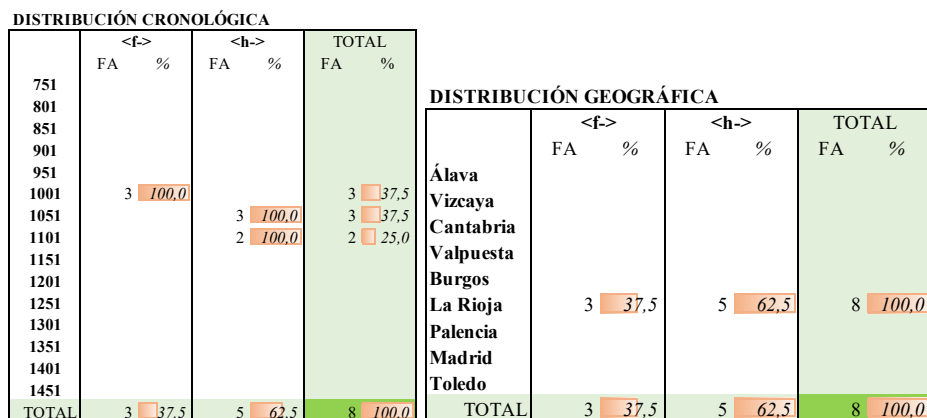 DISTRIBUCIÓN CRONOLÓGICA
<f-> <h-> TOTAL
FA % FA % FA %
751
801
851
901
951
1001 3 100,0 3 37,5
1051 3 100,0 3 37,5
1101 2 100,0 2 25,0
1151
1201
1251
1301
1351
1401
1451
TOTAL 3 37,5 5 62,5 8 100,0
DISTRIBUCIÓN GEOGRÁFICA
<f-> <h-> TOTAL
FA % FA % FA %
Álava
Vizcaya
Cantabria
Valpuesta
Burgos
La Rioja 3 37,5 5 62,5 8 100,0
Palencia
Madrid
Toledo
TOTAL 3 37,5 5 62,5 8 100,0